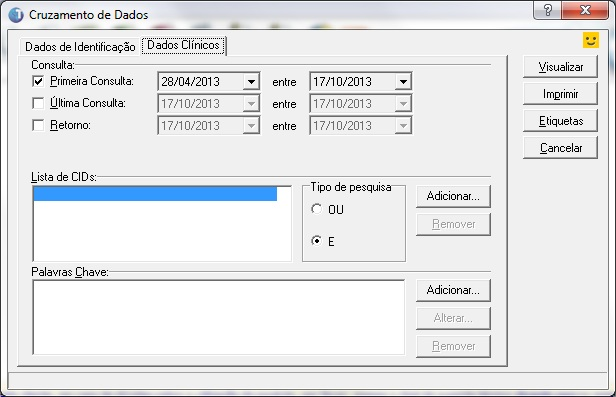 Cruzamento de Dados
Dados de Identificação Dados Clínicos
Consulta:
Primeira Consulta: 28/04/2013 entre 17/10/2013
Última Consulta: 17/10/2013 entre 17/10/2013
Retorno: 17/10/2013 entre 17/10/2013
Visualizar
Imprimir
Etiquetas
Cancelar
Lista de CIDs:
Tipo de pesquisa
OU
E
Adicionar...
Remover
Palavras Chave:
Adicionar...
Alterar...
Remover